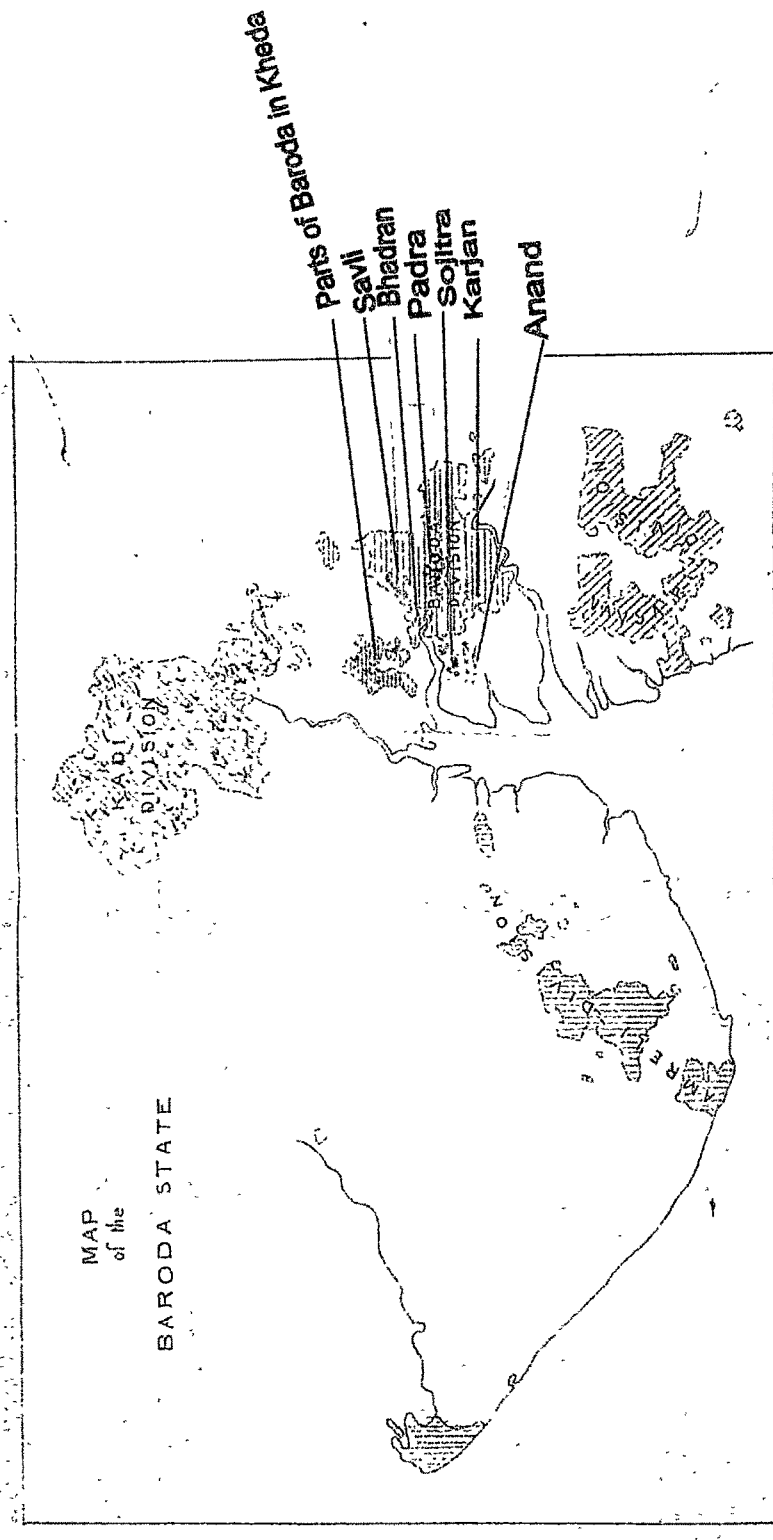 MAP
of the
BARODA STATE
KADI
DIVISION
Parts of Baroda in Kheda
Savli
Bhadran
Padra
Sojitra
Karjan
Anand
BARODA
DIVISION